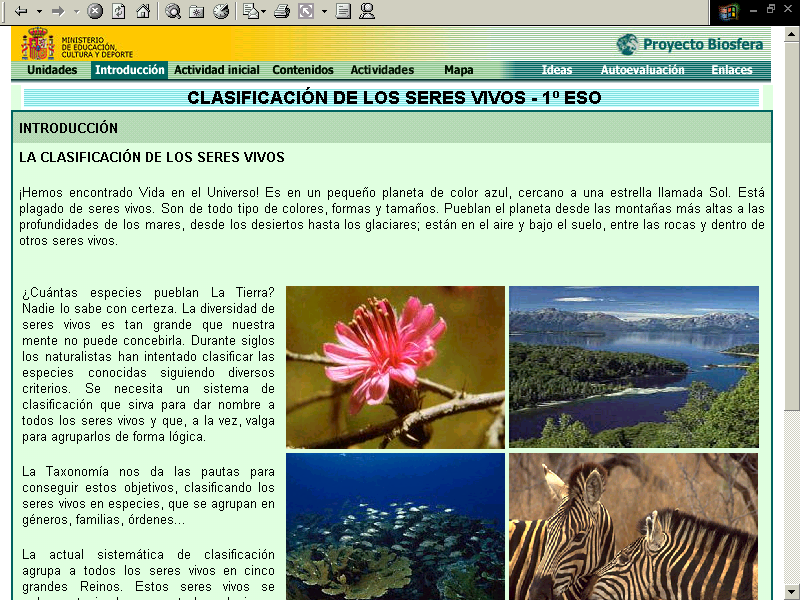 MINISTERIO
DE EDUCACIÓN,
CULTURA Y DEPORTE
Proyecto Biosfera
Unidades Introducción Actividad inicial Contenidos Actividades Mapa Ideas Autoevaluación Enlaces
CLASIFICACIÓN DE LOS SERES VIVOS - 1º ESO
INTRODUCCIÓN
LA CLASIFICACIÓN DE LOS SERES VIVOS
¡Hemos encontrado Vida en el Universo! Es en un pequeño planeta de color azul, cercano a una estrella llamada Sol. Está
plagado de seres vivos. Son de todo tipo de colores, formas y tamaños. Pueblan el planeta desde las montañas más altas a las
profundidades de los mares, desde los desiertos hasta los glaciares; están en el aire y bajo el suelo, entre las rocas y dentro de
otros seres vivos.
¿Cuántas especies pueblan La Tierra?
Nadie lo sabe con certeza. La diversidad
de seres vivos es tan grande que nuestra
mente no puede concebirla. Durante siglos
los naturalistas han intentado clasificar las
especies conocidas siguiendo diversos
criterios. Se necesita un sistema de
clasificación que sirva para dar nombre a
todos los seres vivos y que, a la vez, valga
para agruparlos de forma lógica.
La Taxonomía nos da las pautas para
conseguir estos objetivos, clasificando los
seres vivos en especies, que se agrupan en
géneros, familias, órdenes...
La actual sistemática de clasificación
agrupa a todos los seres vivos en cinco
grandes Reinos. Estos seres vivos se